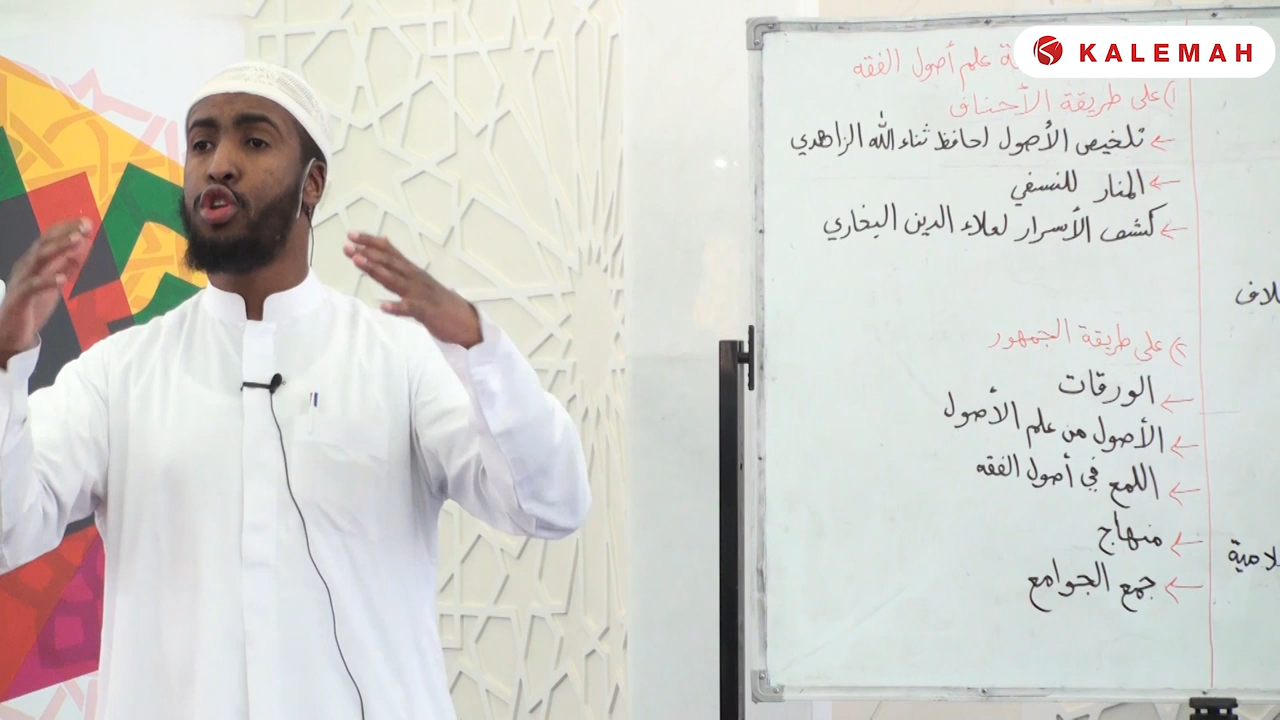 KALEMAH
علم أصول الفقه
١) على طريقة الأحناف
← تلخيص الأصول لحافظ ثناء الله الزاهدي
← المنار للنسفي
← كشف الأسرار لعلاء الدين البخاري
٢) على طريقة الجمهور
← الورقات
← الأصول من علم الأصول
← اللمع في أصول الفقه
← منهاج
← جمع الجوامع